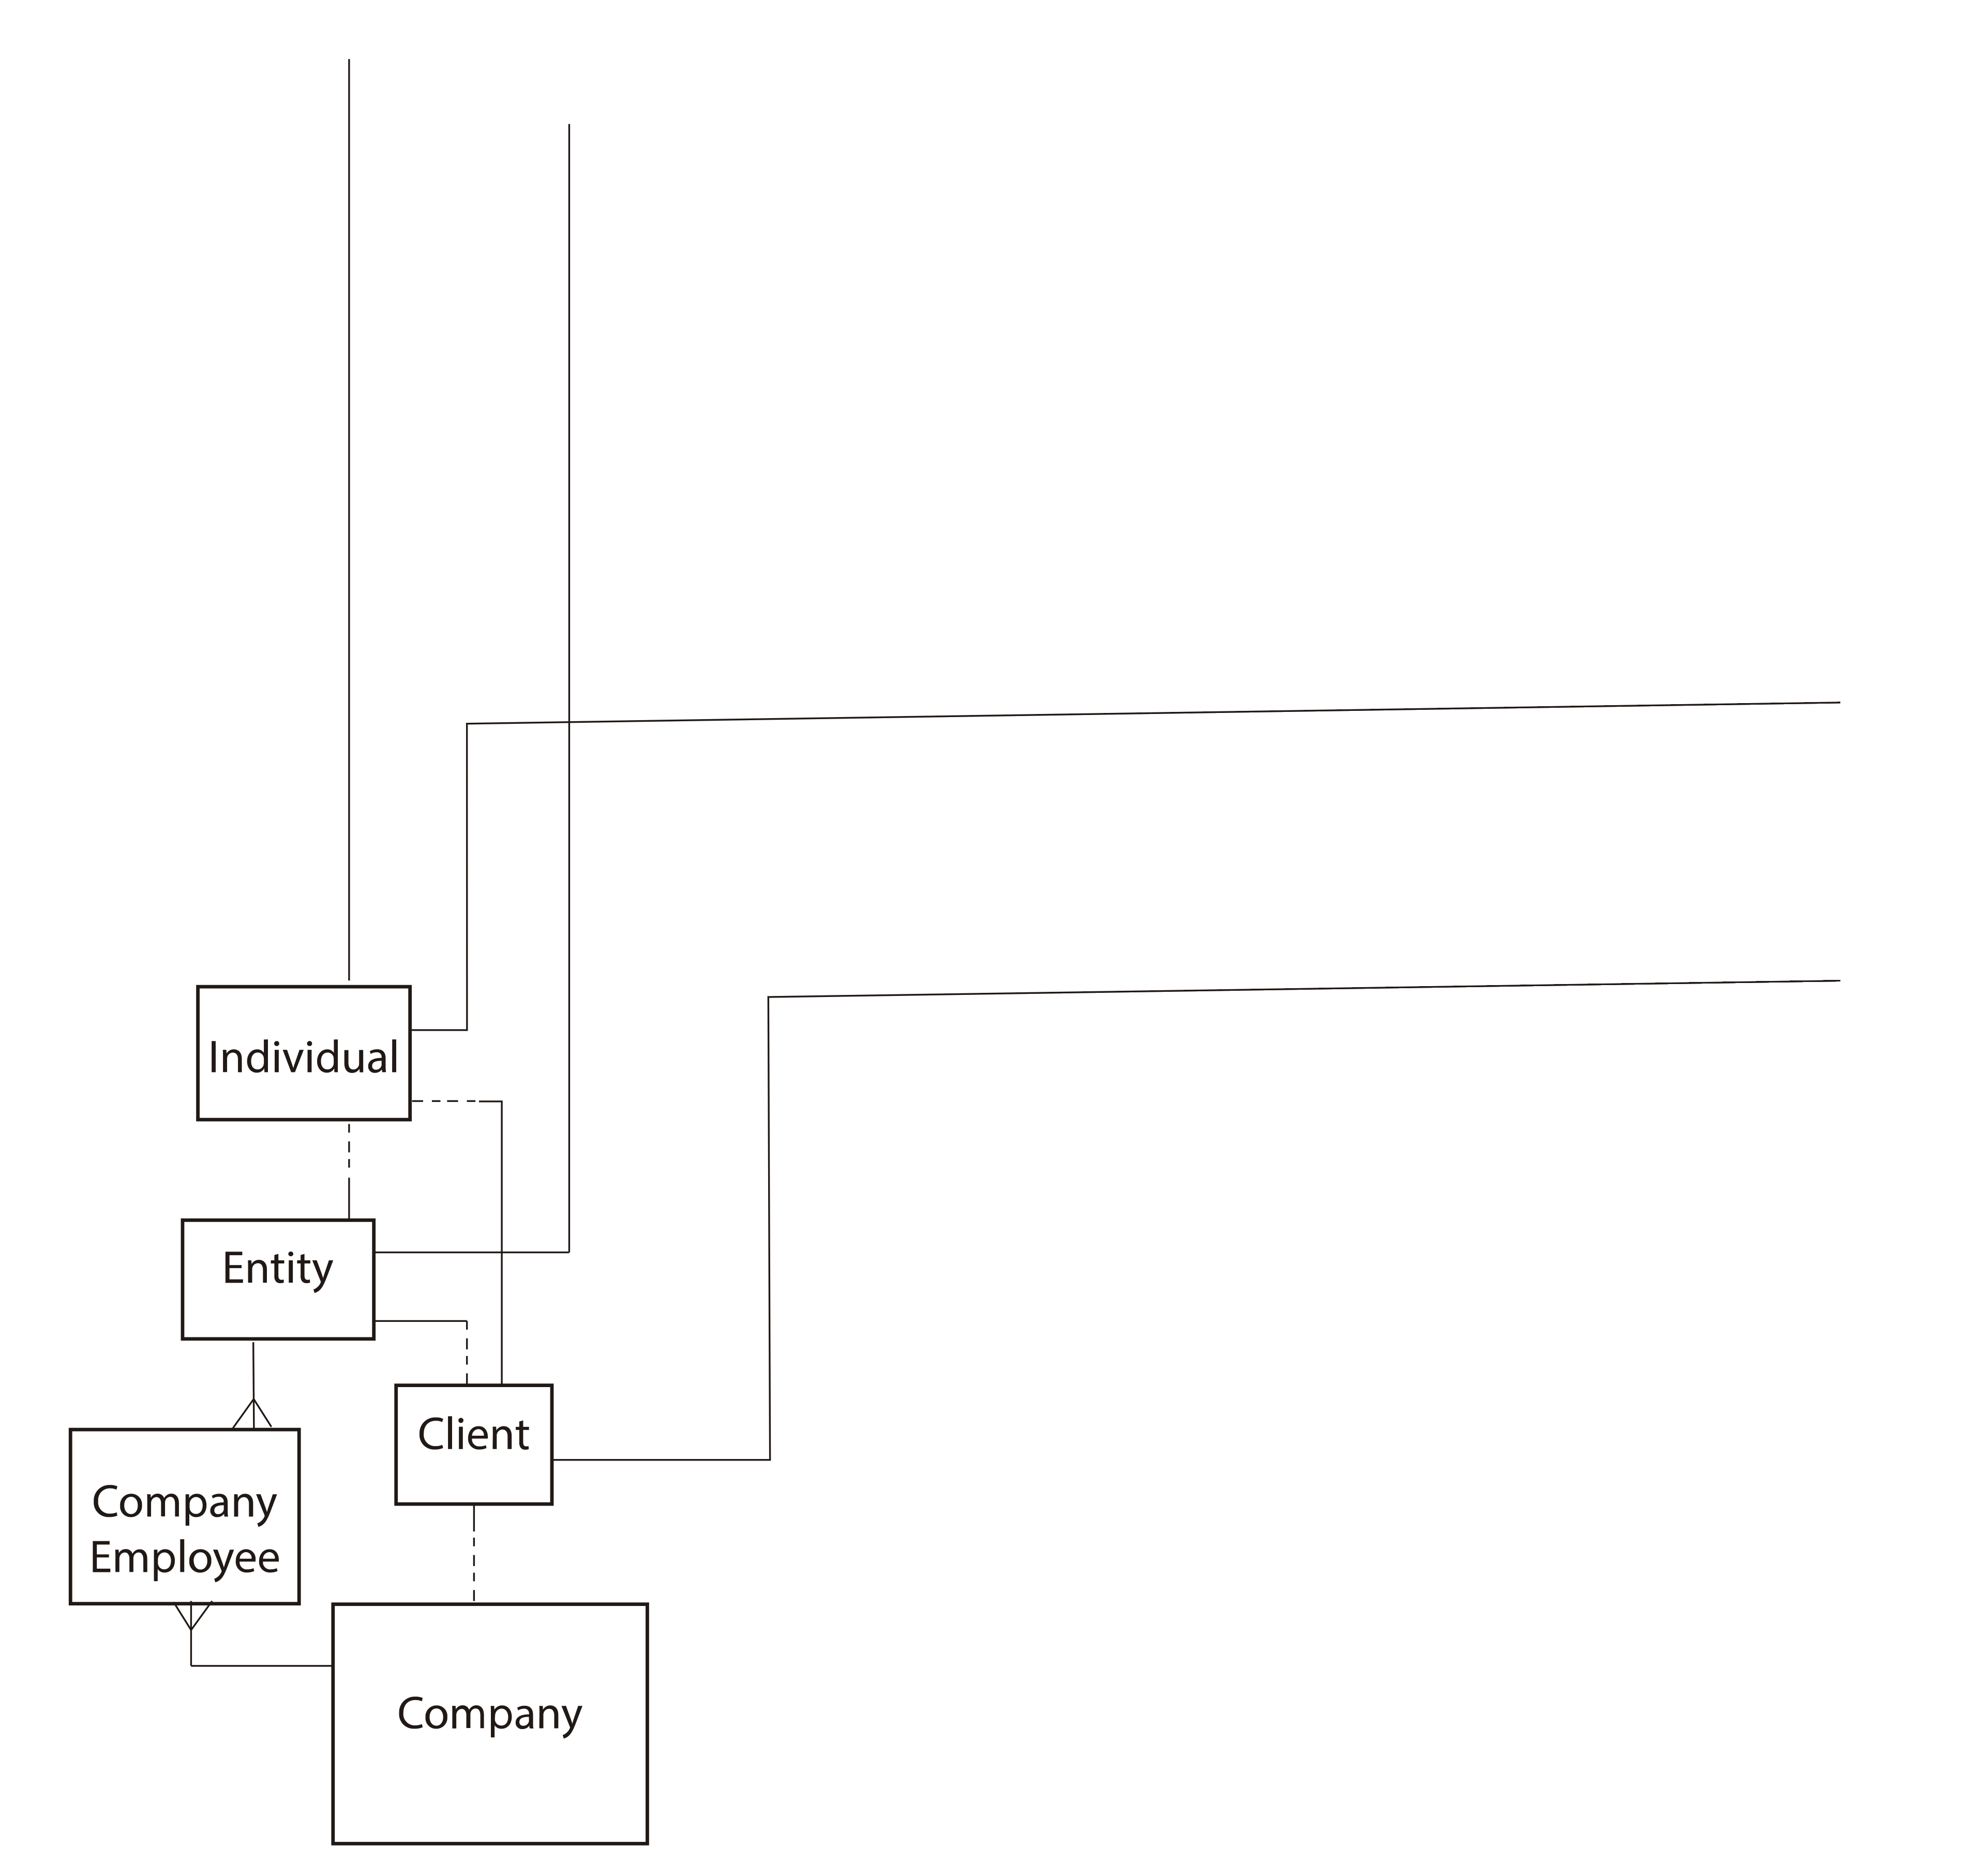 Individual
Entity
Client
Company
Employee
Company